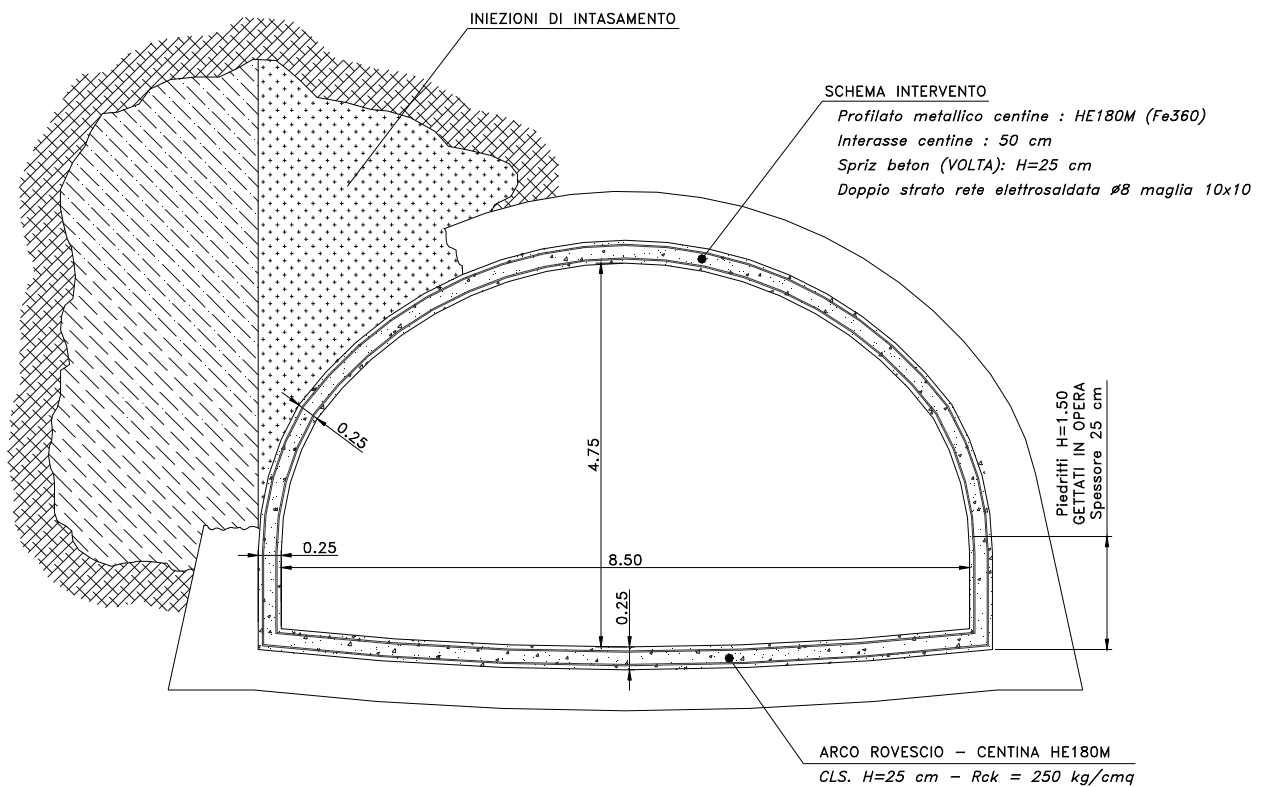 INIEZIONI DI INTASAMENTO
SCHEMA INTERVENTO
Profilato metallico centine : HE180M (Fe360)
Interasse centine : 50 cm
Spriz beton (VOLTA): H=25 cm
Doppio strato rete elettrosaldata ø8 maglia 10x10
0.25
4.75
Piedritti H=1.50
GETTATI IN OPERA
Spessore 25 cm
0.25
8.50
0.25
ARCO ROVESCIO - CENTINA HE180M
CLS. H=25 cm - Rck = 250 kg/cmq